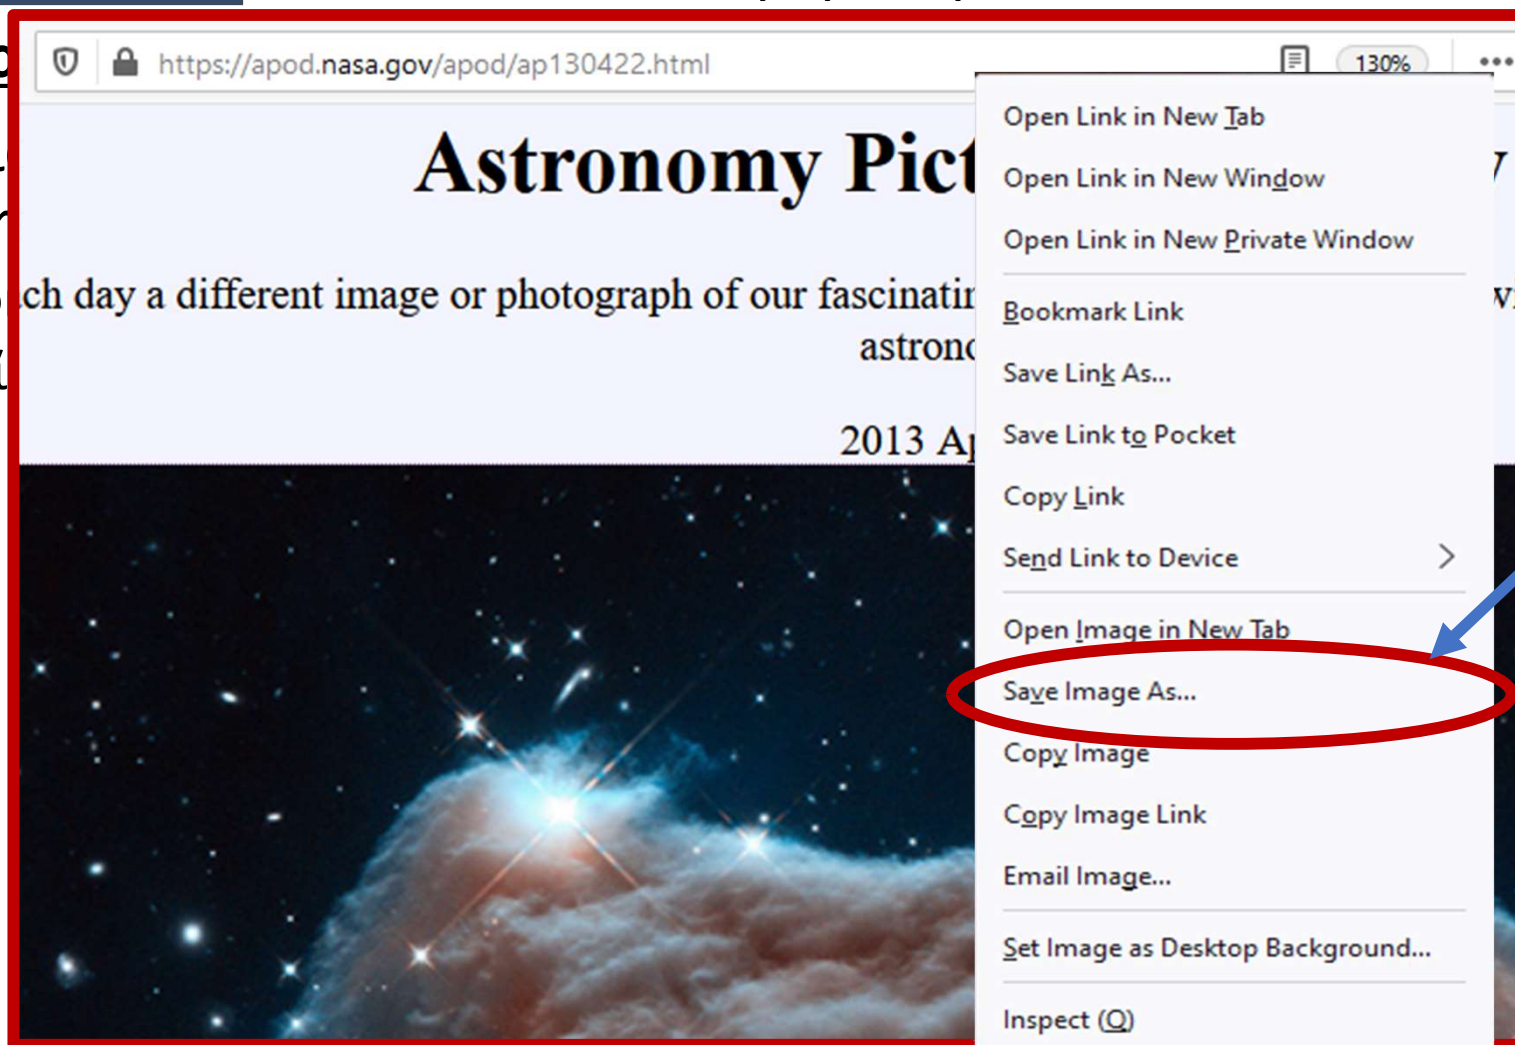 https://apod.nasa.gov/apod/ap130422.html
130%
Astronomy
ch day a different image or photograph of our
2013
Open Link in New Tab
Open Link in New Window
Open Link in New Private Window
Bookmark Link
Save Link As...
Save Link to Pocket
Copy Link
Send Link to Device
Open Image in New Tab
Save Image As...
Copy Image
Copy Image Link
Email Image...
Set Image as Desktop Background...
Inspect (Q)